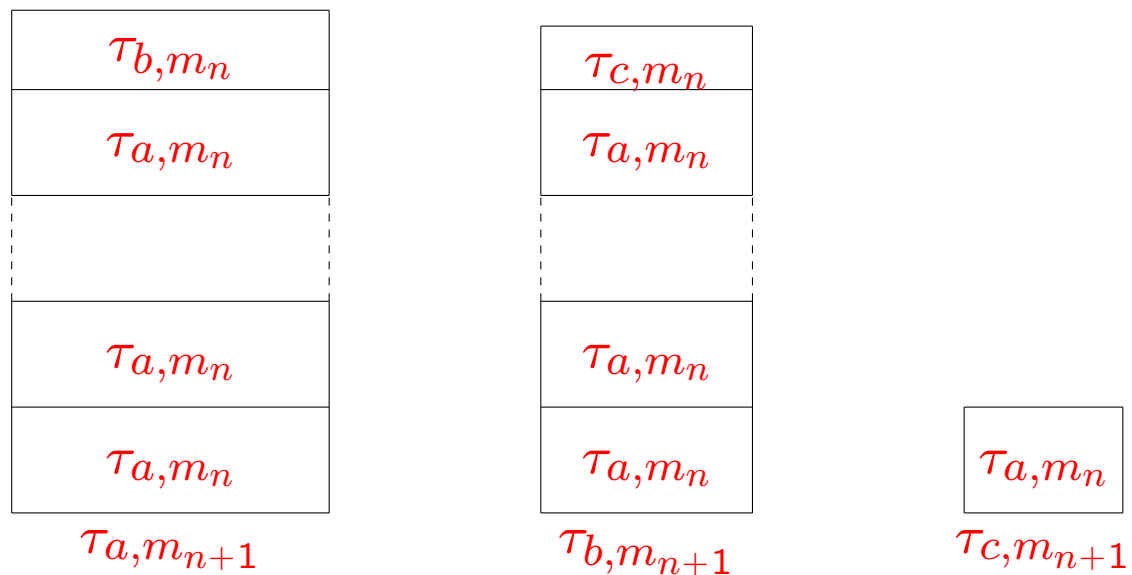 τ_{b,m_n} τ_{c,m_n}
τ_{a,m_n} τ_{a,m_n}
τ_{a,m_n} τ_{a,m_n}
τ_{a,m_n} τ_{a,m_n} τ_{a,m_n}
τ_{a,m_{n+1}} τ_{b,m_{n+1}} τ_{c,m_{n+1}}